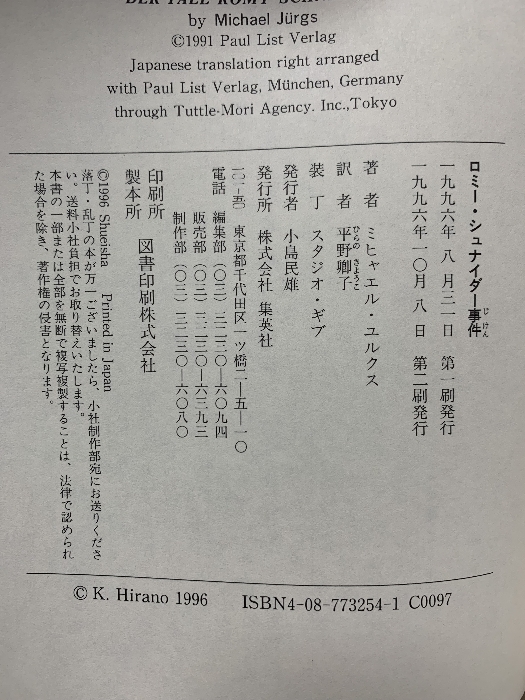 DER FALL ROMY
by Michael Jürgs
©1991 Paul List Verlag
Japanese translation right arranged
with Paul List Verlag, München, Germany
through Tuttle-Mori Agency. Inc.,Tokyo
ロミー・シュナイダー事件
じけん
一九九六年 八 月三一日 第一刷発行
一九九六年一〇月 八 日 第二刷発行
著 者 ミヒャエル・ユルクス
訳 者 平野卿子
ひらの きょうこ
装 丁 スタジオ・ギブ
発行者 小島民雄
発行所 株式会社 集英社
東京都千代田区一ツ橋二—五—一〇
電話 編集部(〇三)三二三〇—六〇九四
販売部(〇三)三二三〇—六三九三
制作部(〇三)三二三〇—六〇八〇
印刷所
製本所 図書印刷株式会社
©1996 Shueisha Printed in Japan
落丁・乱丁の本が万一ございましたら、小社制作部宛にお送りくださ
い。送料小社負担でお取り替えいたします。
本書の一部または全部を無断で複写複製することは、法律で認められ
た場合を除き、著作権の侵害となります。
© K. Hirano 1996 ISBN4-08-773254-1 C0097